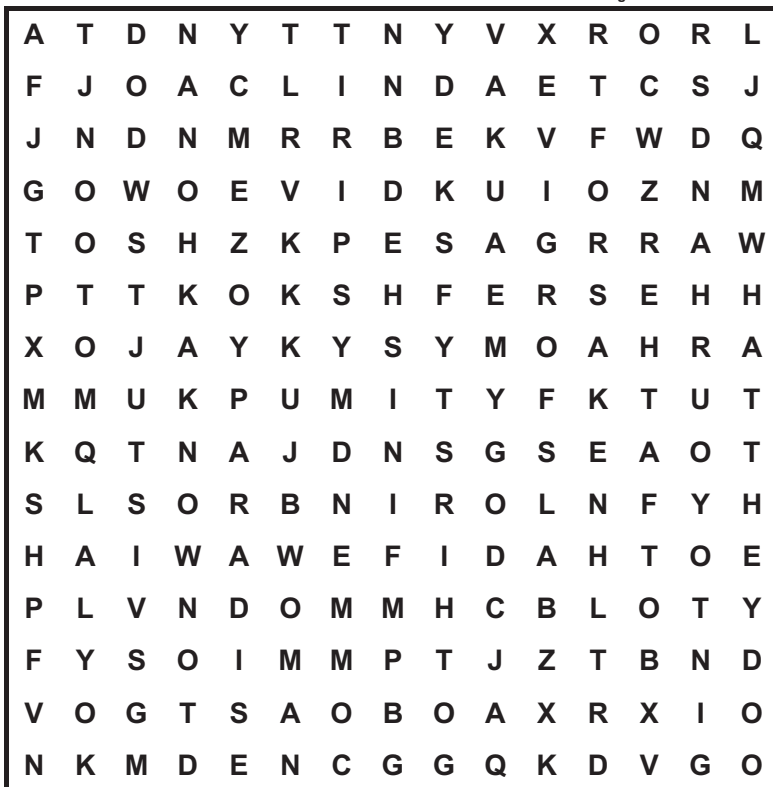 A T D N Y T T N Y V X R O R L
F J O A C L I N D A E T C S J
J N D N M R R B E K V F W D Q
G O W O E V I D K U I O Z N M
T O S H Z K P E S A G R R A W
P T T K O K S H F E R S E H H
X O J A Y K Y S Y M O A H R A
M M U K P U M I T Y F K T U T
K Q T N A J D N S G S E A O T
S L S O R B N I R O L N F Y H
H A I W A W E F I D A H T O E
P L V N D O M M H C B L O T Y
F Y S O I M M P T J Z T B N D
V O G T S A O B O A X R X I O
N K M D E N C G G Q K D V G O